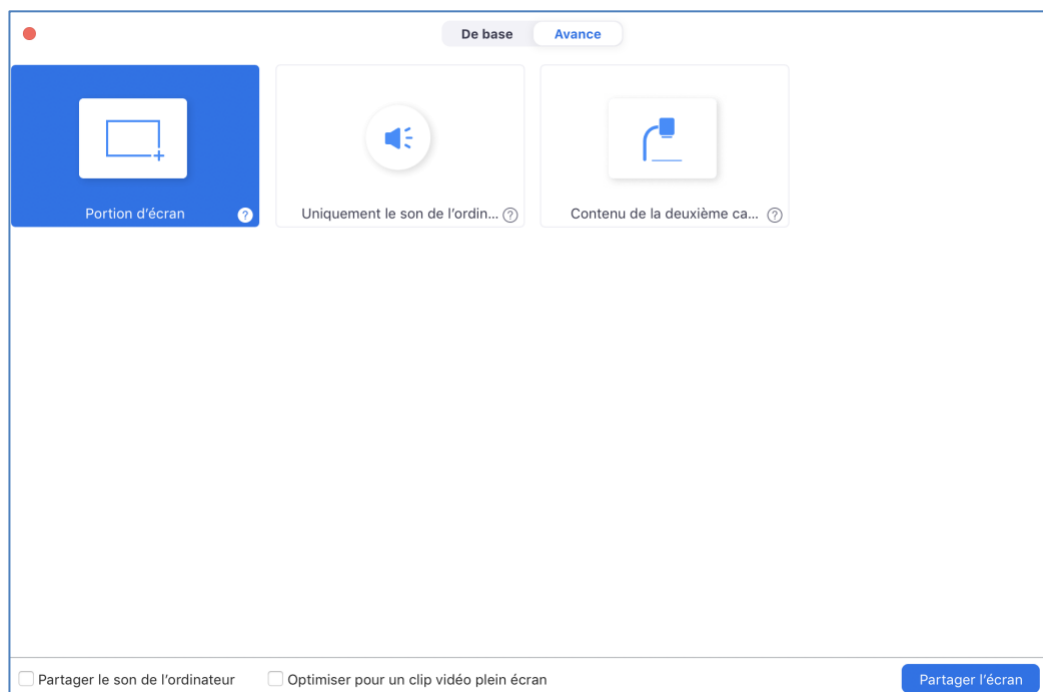 De base
Avance
Portion d'écran ?
Uniquement le son de l'ordin... ?
Contenu de la deuxième ca... ?
Partager le son de l'ordinateur
Optimiser pour un clip vidéo plein écran
Partager l'écran